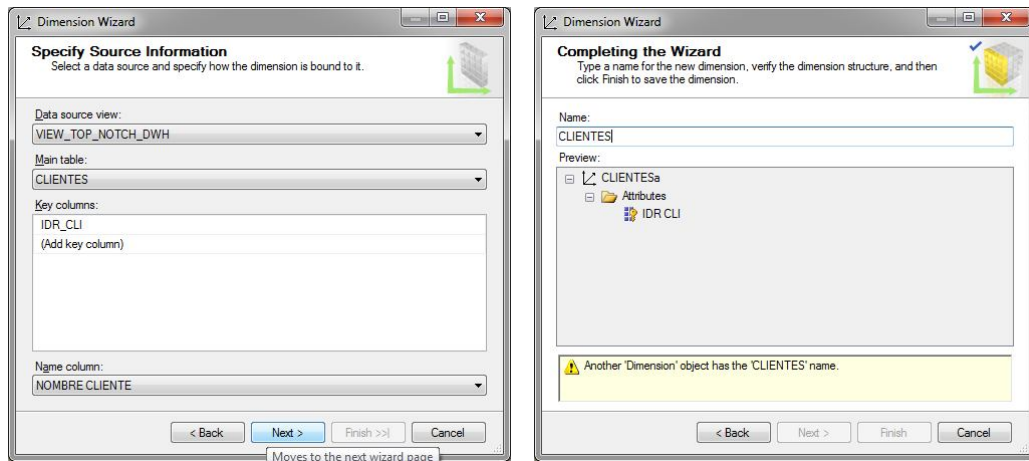 Dimension Wizard
Specify Source Information
Select a data source and specify how the dimension is bound to it.
Data source view:
VIEW_TOP_NOTCH_DWH
Main table:
CLIENTES
Key columns:
IDR_CLI
(Add key column)
Name column:
NOMBRE CLIENTE
< Back
Next >
Finish >>|
Cancel
Moves to the next wizard page
Dimension Wizard
Completing the Wizard
Type a name for the new dimension, verify the dimension structure, and then
click Finish to save the dimension.
Name:
CLIENTES
Preview:
CLIENTESa
Attributes
IDR CLI
Another 'Dimension' object has the 'CLIENTES' name.
< Back
Next >
Finish
Cancel